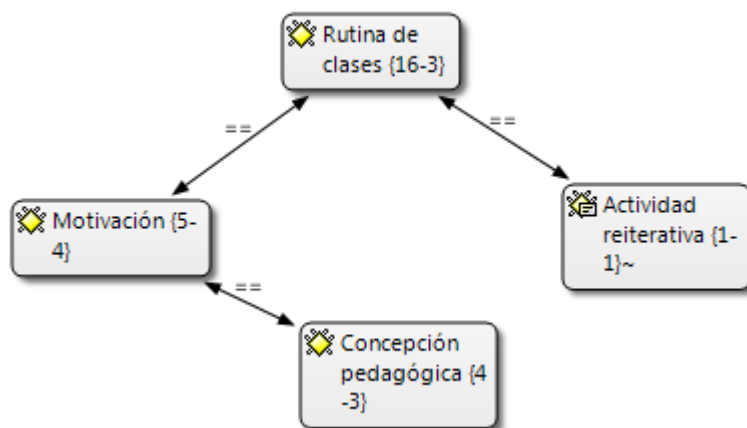 Rutina de
clases {16-3}
==
==
Motivación {5-
4}
Actividad
reiterativa {1-
1}~
==
Concepción
pedagógica {4
-3}